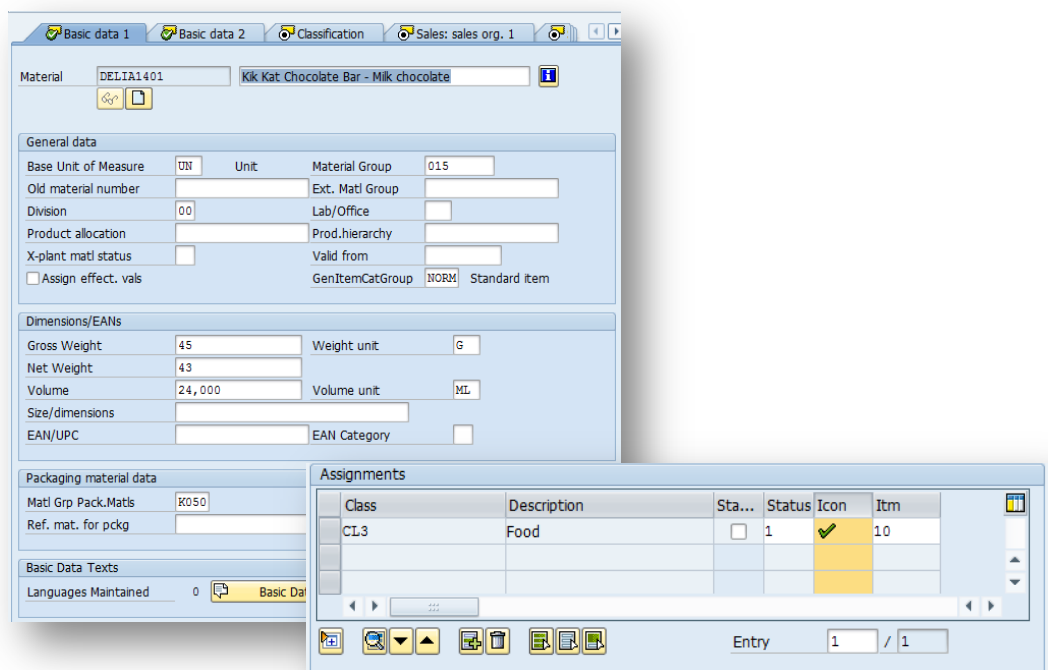 Basic data 1 Basic data 2 Classification Sales: sales org. 1
Material DELIA1401 Kik Kat Chocolate Bar - Milk chocolate
General data
Base Unit of Measure UN Unit Material Group 015
Old material number Ext. Matl Group
Division 00 Lab/Office
Product allocation Prod.hierarchy
X-plant matl status Valid from
Assign effect. vals GenItemCatGroup NORM Standard item
Dimensions/EANs
Gross Weight 45 Weight unit G
Net Weight 43
Volume 24,000 Volume unit ML
Size/dimensions
EAN/UPC EAN Category
Packaging material data
Matl Grp Pack.Matls K050
Ref. mat. for pckg
Basic Data Texts
Languages Maintained 0 Basic Dat
Assignments
Class Description Sta... Status Icon Itm
CL3 Food 1 10
Entry 1 / 1